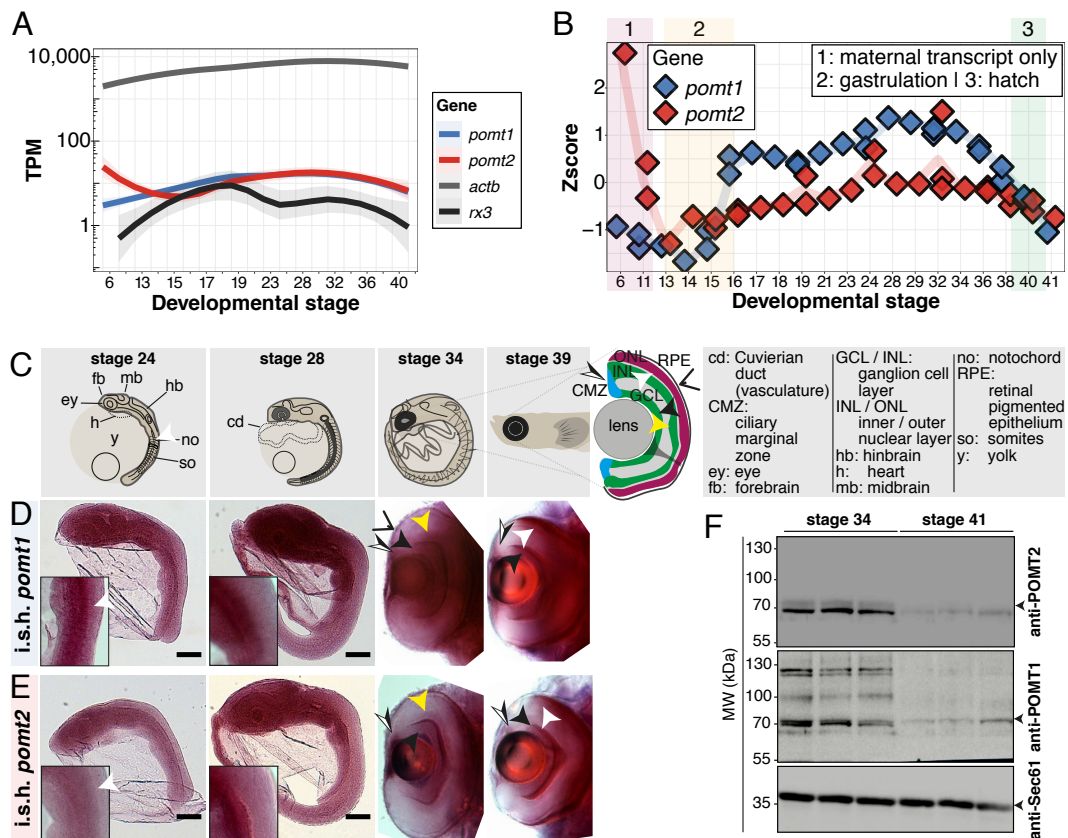 A
10,000
100
1
TPM
6 13 15 17 19 24 28 32 36 40
Developmental stage
Gene
pomt1
pomt2
actb
rx3
B
1 2 3
Gene
pomt1
pomt2
1: maternal transcript only
2: gastrulation I 3: hatch
2
1
0
−1
Zscore
6 11 13 14 15 16 17 18 19 21 23 24 28 29 32 34 36 38 40 41
Developmental stage
C
stage 24
fb
mb
hb
ey
h
y
no
so
stage 28
cd
stage 34
stage 39
ONL
INL
RPE
CMZ
GCL
lens
cd: Cuvierian
duct
(vasculature)
CMZ:
ciliary
marginal
zone
ey: eye
fb: forebrain
GCL / INL:
ganglion cell
layer
INL / ONL
inner / outer
nuclear layer
hb: hinbrain
h: heart
mb: midbrain
no: notochord
RPE:
retinal
pigmented
epithelium
so: somites
y: yolk
D
i.s.h. pomt1
E
i.s.h. pomt2
F
stage 34
stage 41
MW (kDa)
130
100
70
55
anti-POMT2
130
100
70
55
anti-POMT1
35
anti-Sec61